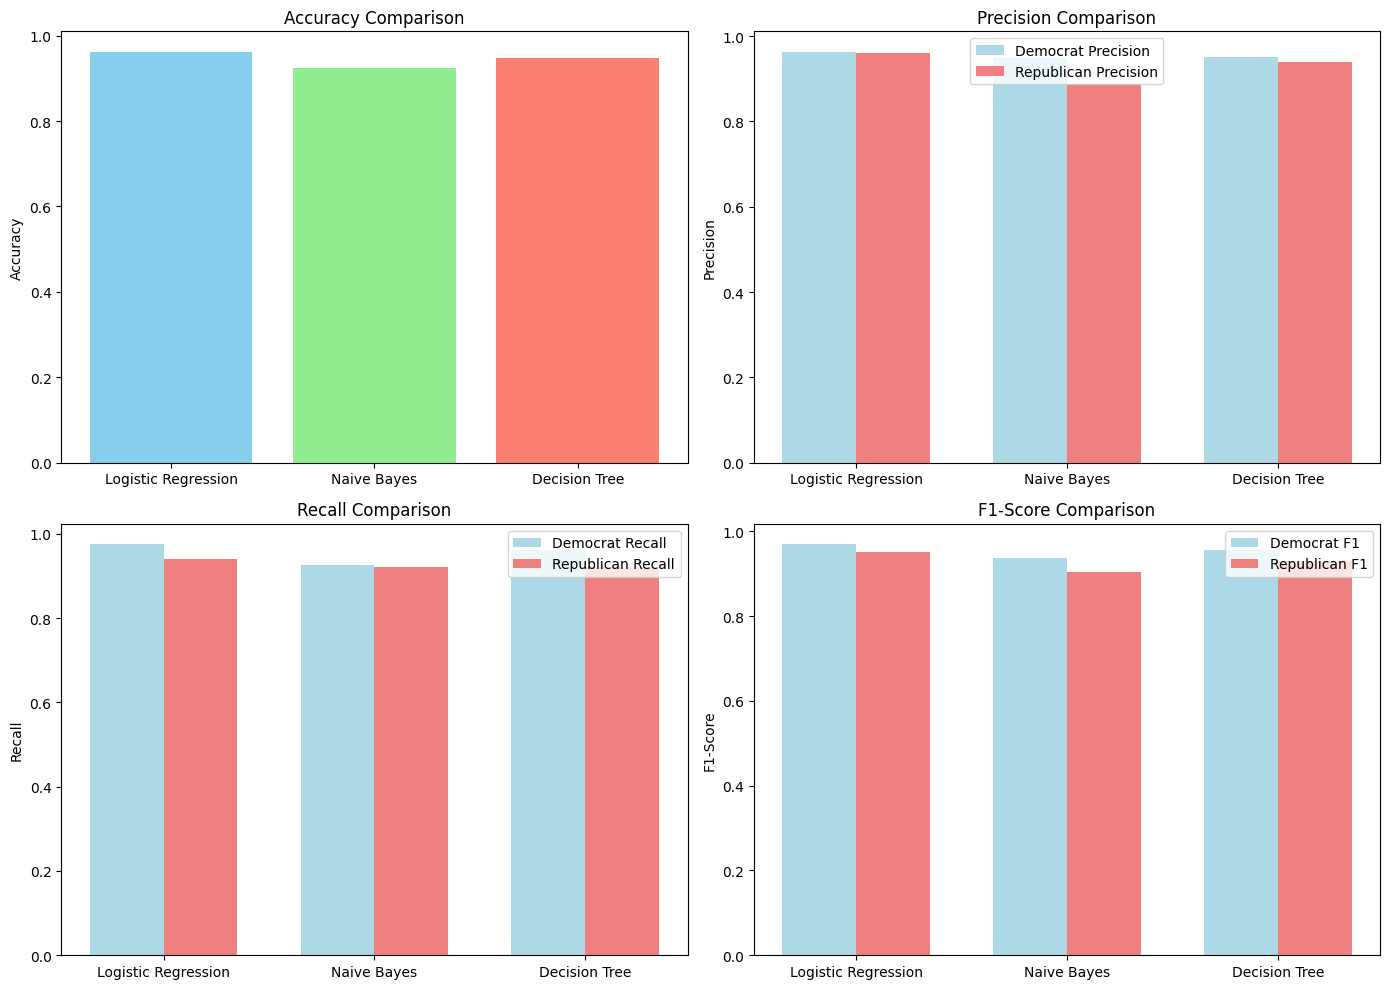 Accuracy Comparison
Accuracy
1.0
0.8
0.6
0.4
0.2
0.0
Logistic Regression
Naive Bayes
Decision Tree
Precision Comparison
Precision
1.0
0.8
0.6
0.4
0.2
0.0
Democrat Precision
Republican Precision
Logistic Regression
Naive Bayes
Decision Tree
Recall Comparison
Recall
1.0
0.8
0.6
0.4
0.2
0.0
Democrat Recall
Republican Recall
Logistic Regression
Naive Bayes
Decision Tree
F1-Score Comparison
F1-Score
1.0
0.8
0.6
0.4
0.2
0.0
Democrat F1
Republican F1
Logistic Regression
Naive Bayes
Decision Tree